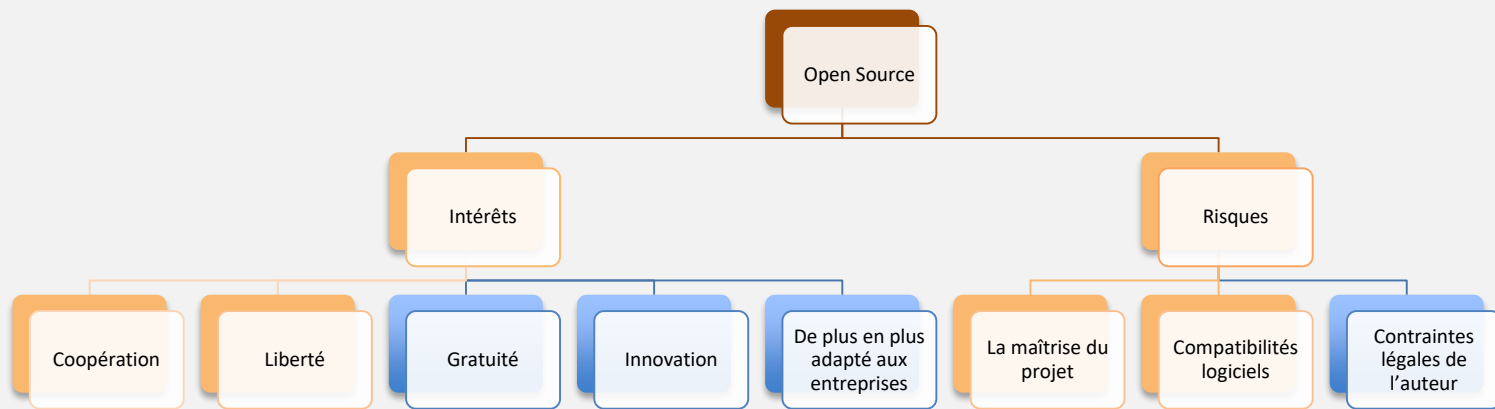 Open Source
Intérêts
Risques
Coopération
Liberté
Gratuité
Innovation
De plus en plus
adapté aux
entreprises
La maîtrise du
projet
Compatibilités
logiciels
Contraintes
légales de
l’auteur